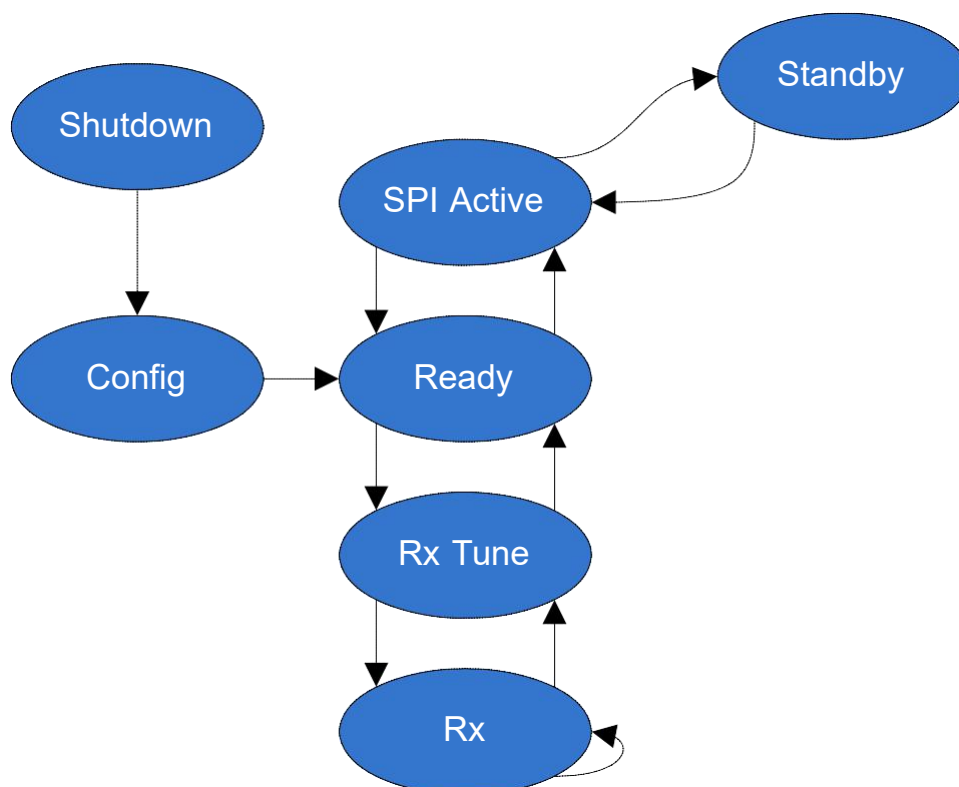 Standby
Shutdown
SPI Active
Config
Ready
Rx Tune
Rx